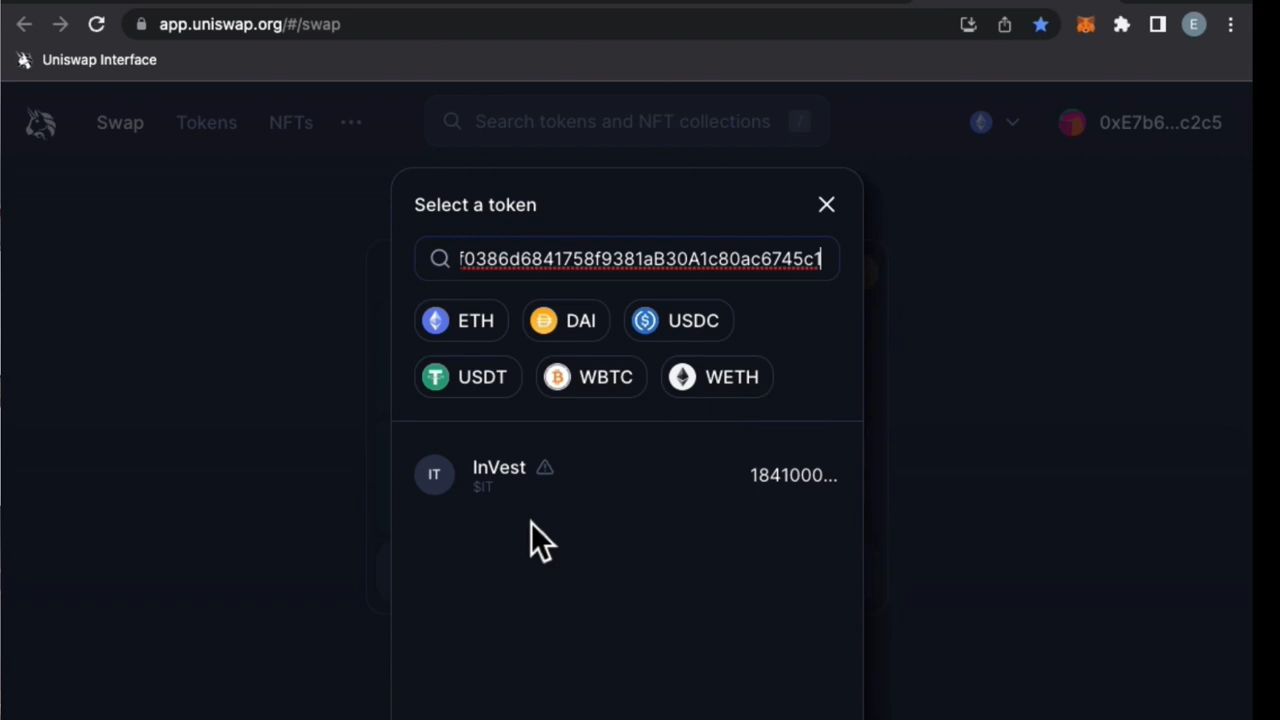 app.uniswap.org/#/swap
E
Uniswap Interface
Swap Tokens NFTs ••• Search tokens and NFT collections / 0xE7b6...c2c5
Select a token
f0386d6841758f9381aB30A1c80ac6745c1
ETH DAI USDC
USDT WBTC WETH
IT InVest 1841000...
$IT